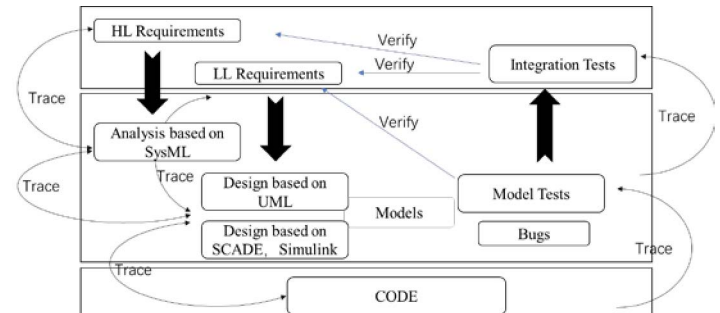 HL Requirements
Verify
Verify
Integration Tests
LL Requirements
Trace
Trace
Analysis based on
SysML
Verify
Trace
Design based on
UML
Model Tests
Models
Design based on
SCADE, Simulink
Bugs
Trace
Trace
CODE